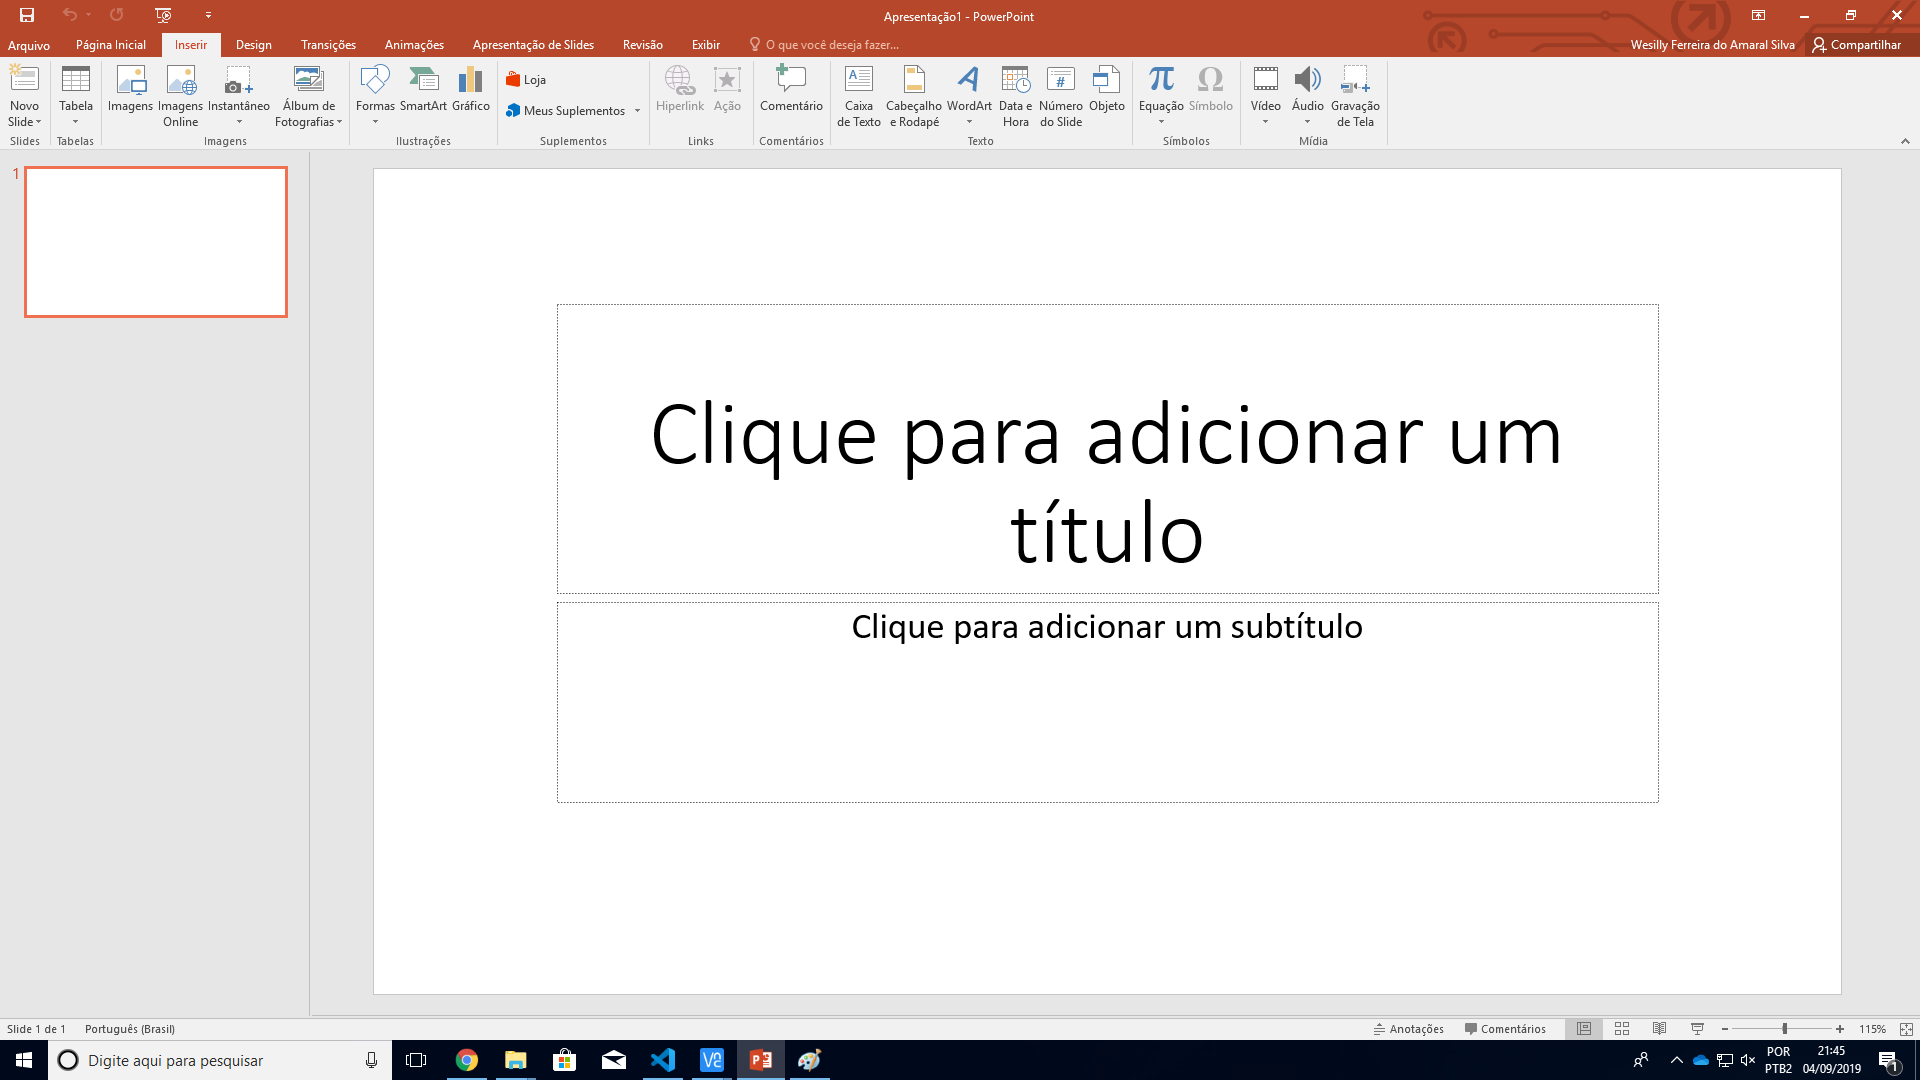 Apresentação1 - PowerPoint
Arquivo Página Inicial Inserir Design Transições Animações Apresentação de Slides Revisão Exibir O que você deseja fazer... Wesilly Ferreira do Amaral Silva Compartilhar
Novo Slide
Tabela
Imagens
Imagens Online
Instantâneo
Álbum de Fotografias
Formas
SmartArt
Gráfico
Loja
Meus Suplementos
Hiperlink
Ação
Comentário
Caixa de Texto
Cabeçalho e Rodapé
WordArt
Data e Hora
Número do Slide
Objeto
Equação
Símbolo
Vídeo
Áudio
Gravação de Tela
Slides Tabelas Imagens Ilustrações Suplementos Links Comentários Texto Símbolos Mídia
1
Clique para adicionar um
título
Clique para adicionar um subtítulo
Slide 1 de 1 Português (Brasil) Anotações Comentários 115%
Digite aqui para pesquisar
POR
PTB2
21:45
04/09/2019
1